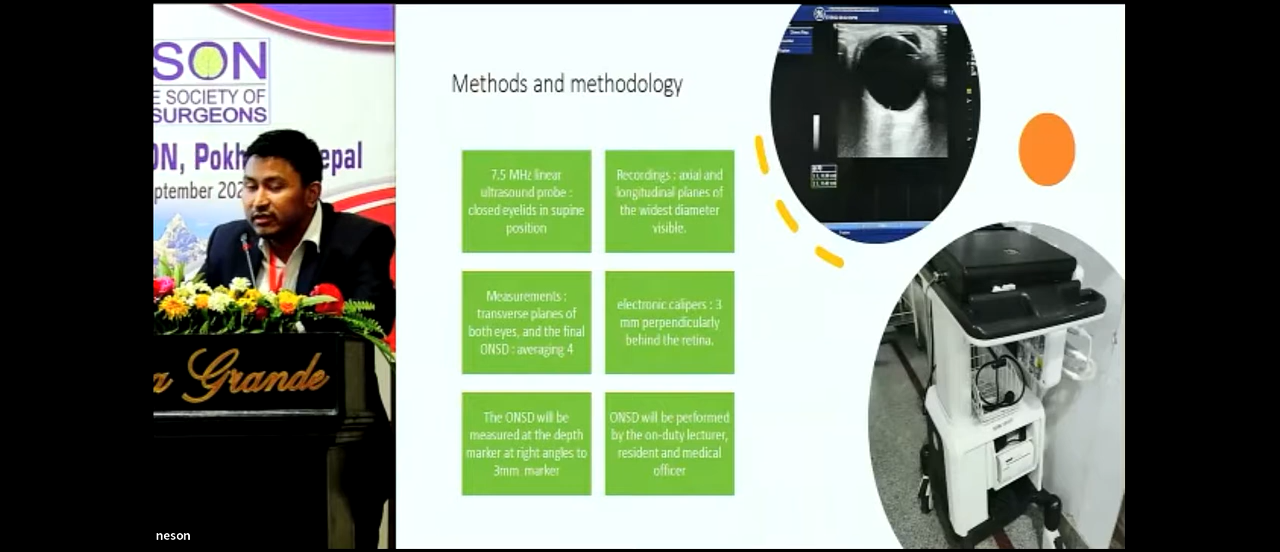 SON
E SOCIETY OF
SURGEONS
ON, Pokh epal
eptember 202
a Grande
neson
Methods and methodology
7.5 MHz linear
ultrasound probe :
closed eyelids in supine
position
Recordings : axial and
longitudinal planes of
the widest diameter
visible.
Measurements :
transverse planes of
both eyes, and the final
ONSD : averaging 4
electronic calipers : 3
mm perpendicularly
behind the retina.
The ONSD will be
measured at the depth
marker at right angles to
3mm marker
ONSD will be performed
by the on-duty lecturer,
resident and medical
officer